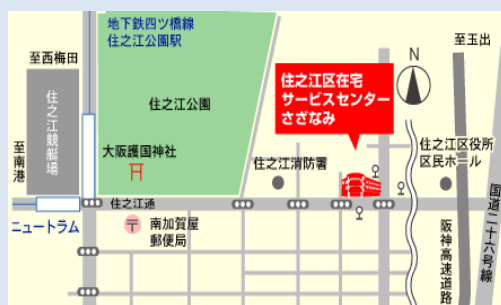 地下鉄四ツ橋線
住之江公園駅
至西梅田
至玉出
N
住之江区在宅
サービスセンター
さざなみ
住之江競艇場
住之江公園
至南港
大阪護国神社
住之江消防署
住之江区役所
区民ホール
住之江通
ニュートラム
〒
南加賀屋
郵便局
阪神高速道路
国道二十六号線